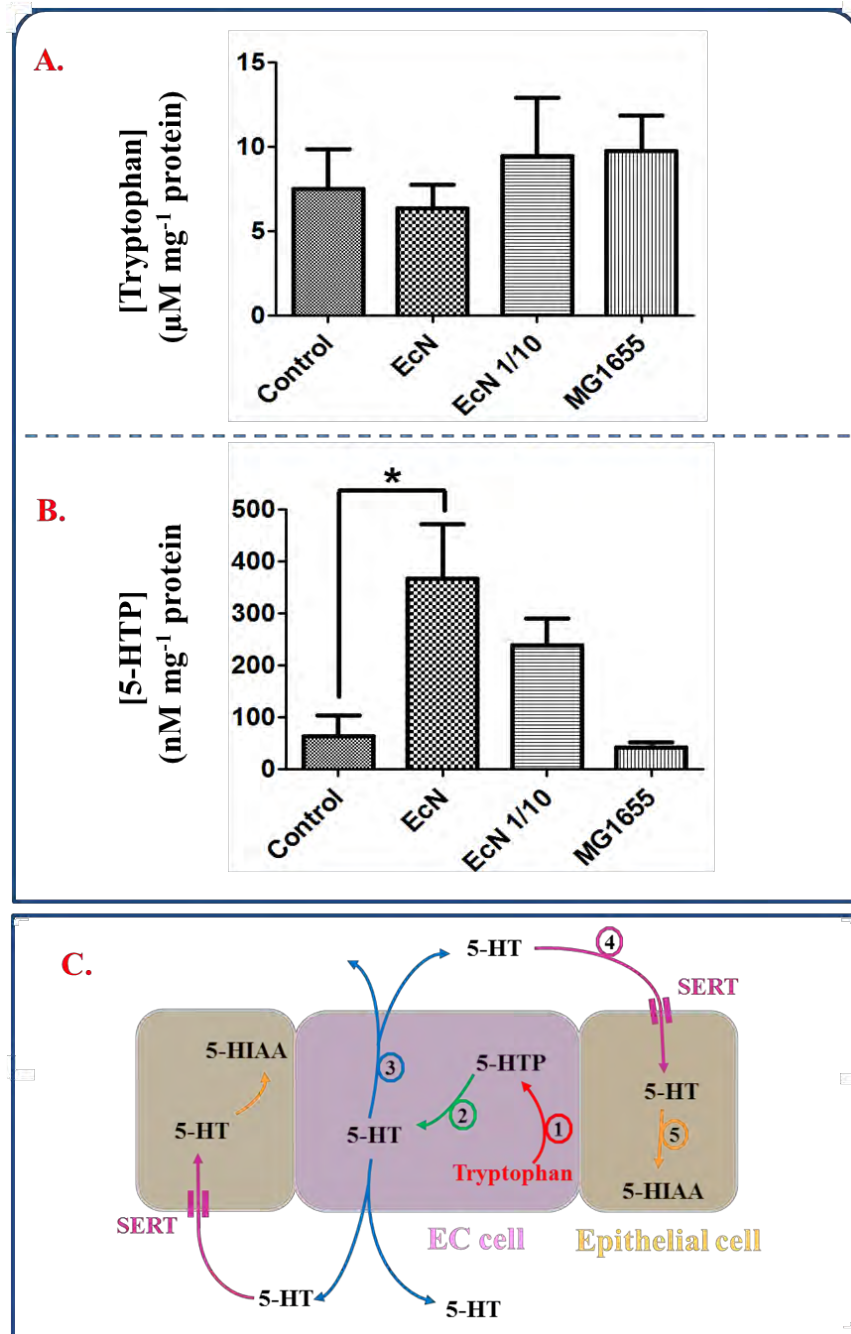 A.
[Tryptophan]
(µM mg⁻¹ protein)
15
10
5
0
Control
EcN
EcN 1/10
MG1655
B.
[5-HTP]
(nM mg⁻¹ protein
*
500
400
300
200
100
0
Control
EcN
EcN 1/10
MG1655
C.
5-HT
4
SERT
5-HIAA
3
5-HTP
2
5-HT
5-HT
5-HT
1
5
Tryptophan
5-HIAA
SERT
EC cell
Epithelial cell
5-HT
5-HT